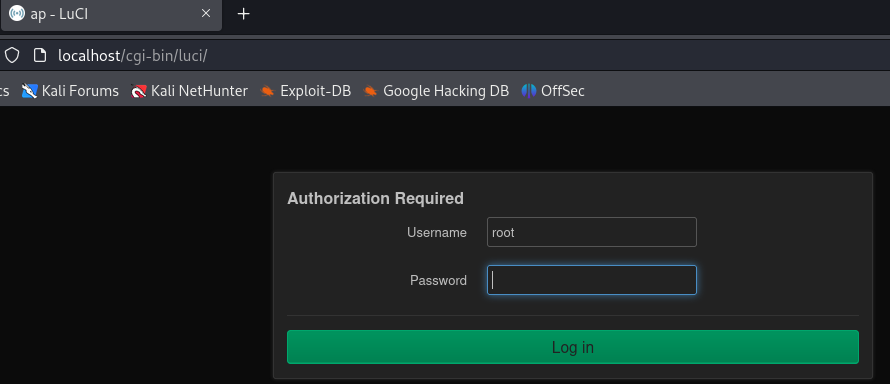 ap - LuCI
localhost/cgi-bin/luci/
cs Kali Forums Kali NetHunter Exploit-DB Google Hacking DB OffSec
Authorization Required
Username root
Password
Log in